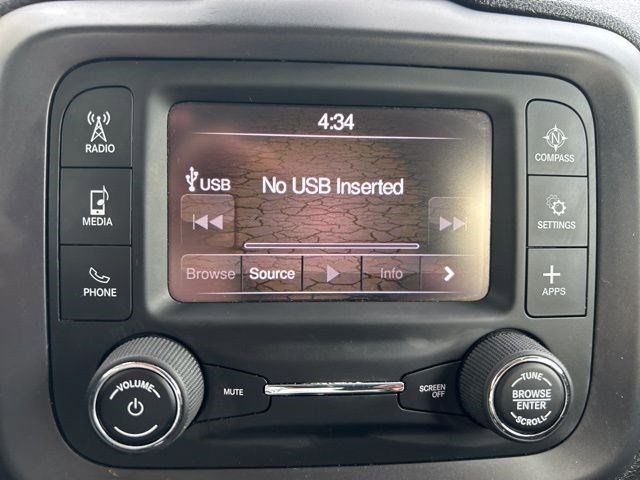 4:34
USB
No USB Inserted
Browse Source Info
RADIO
MEDIA
PHONE
N
COMPASS
SETTINGS
APPS
VOLUME
MUTE
SCREEN
OFF
TUNE
BROWSE
ENTER
SCROLL